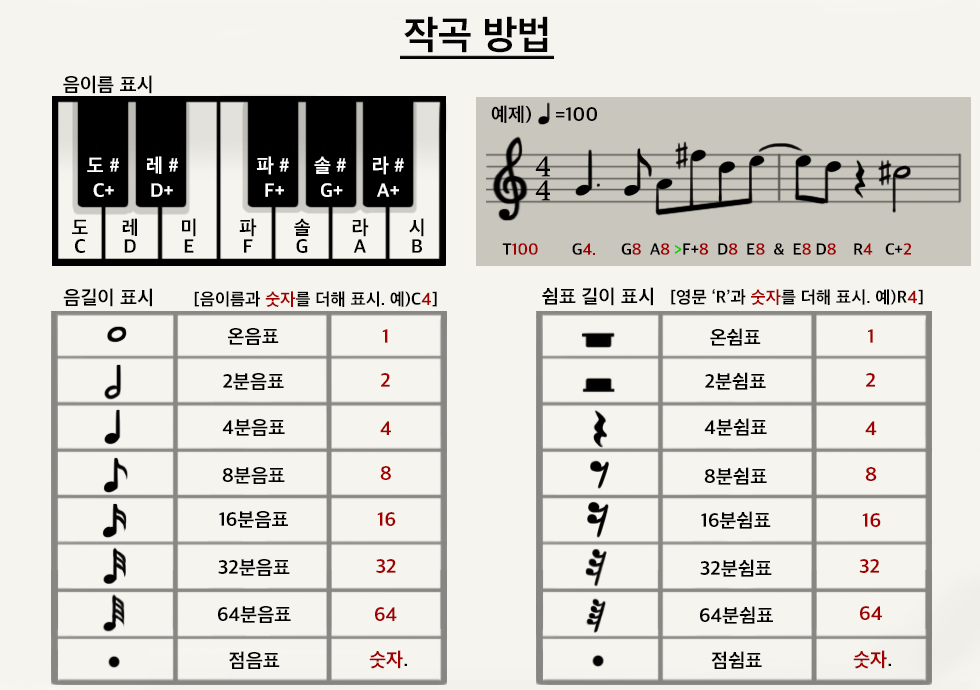 작곡 방법
음이름 표시
도 # 레 # 파 # 솔 # 라 #
C+ D+ F+ G+ A+
도 레 미 파 솔 라 시
C D E F G A B
예제) ♩=100
4
4
T100 G4. G8 A8 >F+8 D8 E8 & E8 D8 R4 C+2
음길이 표시 [음이름과 숫자를 더해 표시. 예)C4]
온음표 1
2분음표 2
4분음표 4
8분음표 8
16분음표 16
32분음표 32
64분음표 64
점음표 숫자.
쉼표 길이 표시 [영문 ‘R’과 숫자를 더해 표시. 예)R4]
온쉼표 1
2분쉼표 2
4분쉼표 4
8분쉼표 8
16분쉼표 16
32분쉼표 32
64분쉼표 64
점쉼표 숫자.